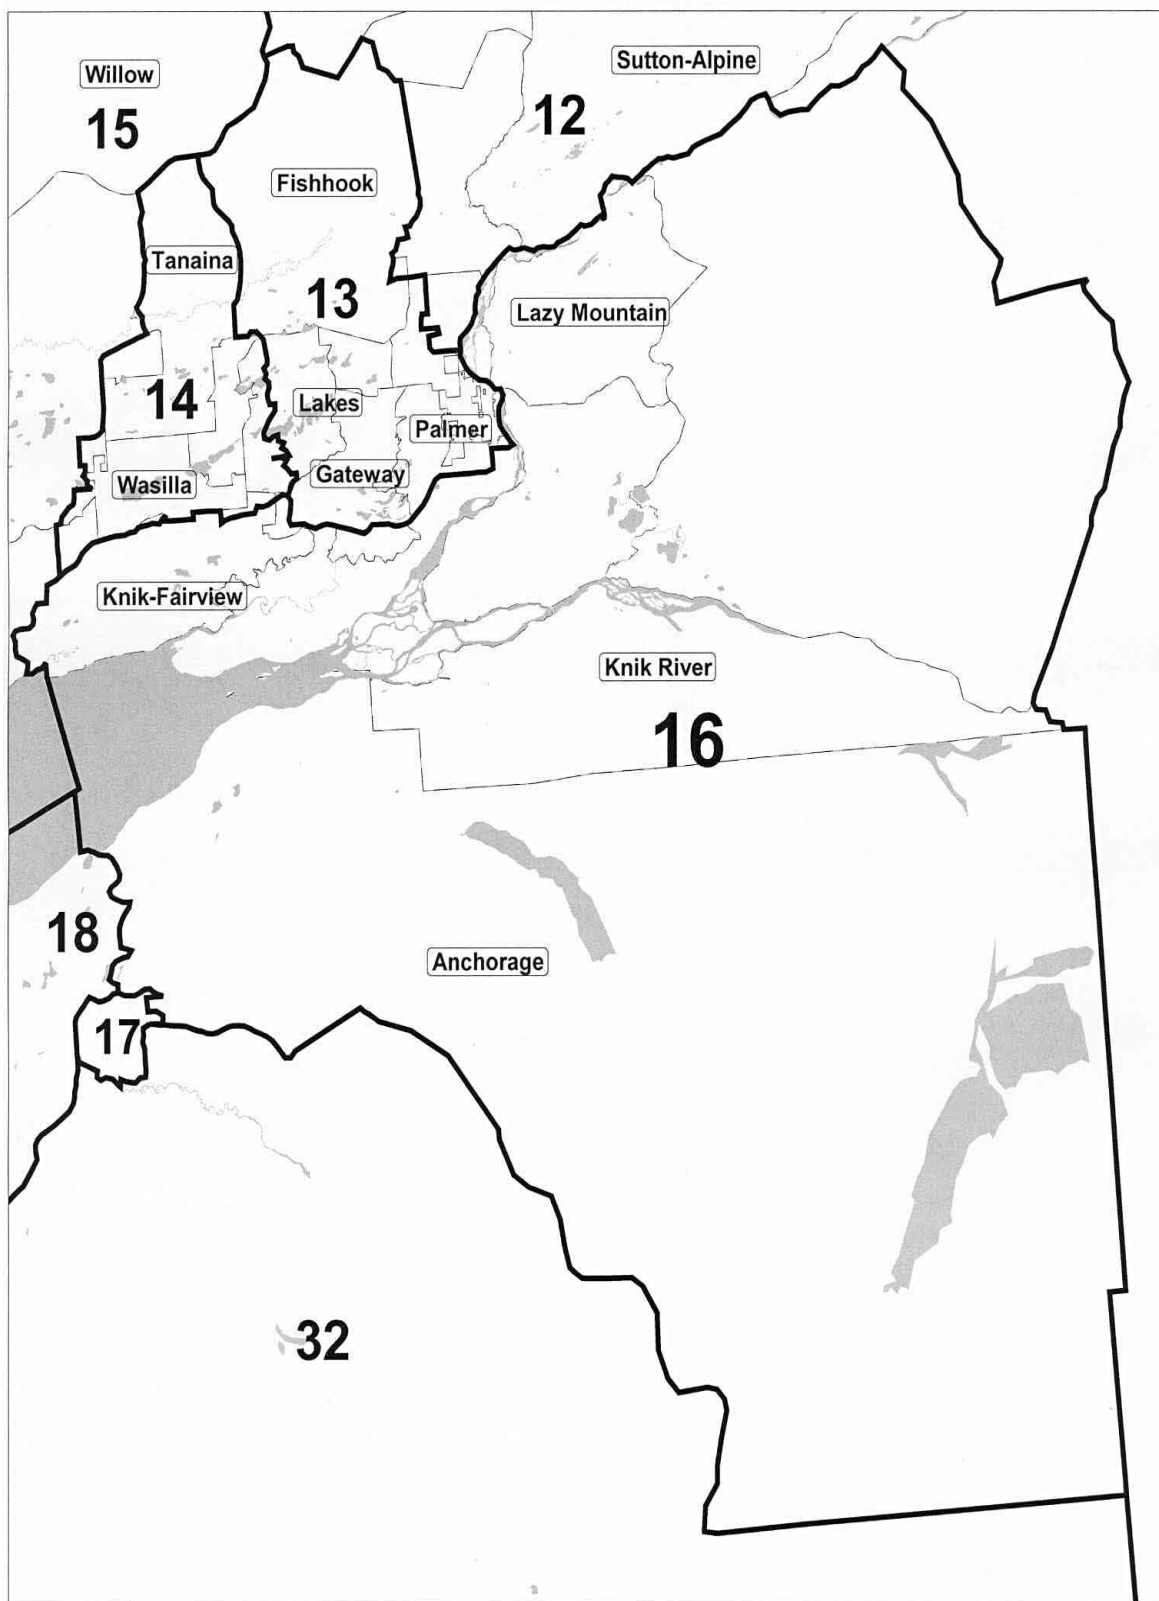 Sutton-Alpine
Willow
12
15
Fishhook
Tanaina
13
Lazy Mountain
14
Lakes
Palmer
Gateway
Wasilla
Knik-Fairview
Knik River
16
18
Anchorage
17
32